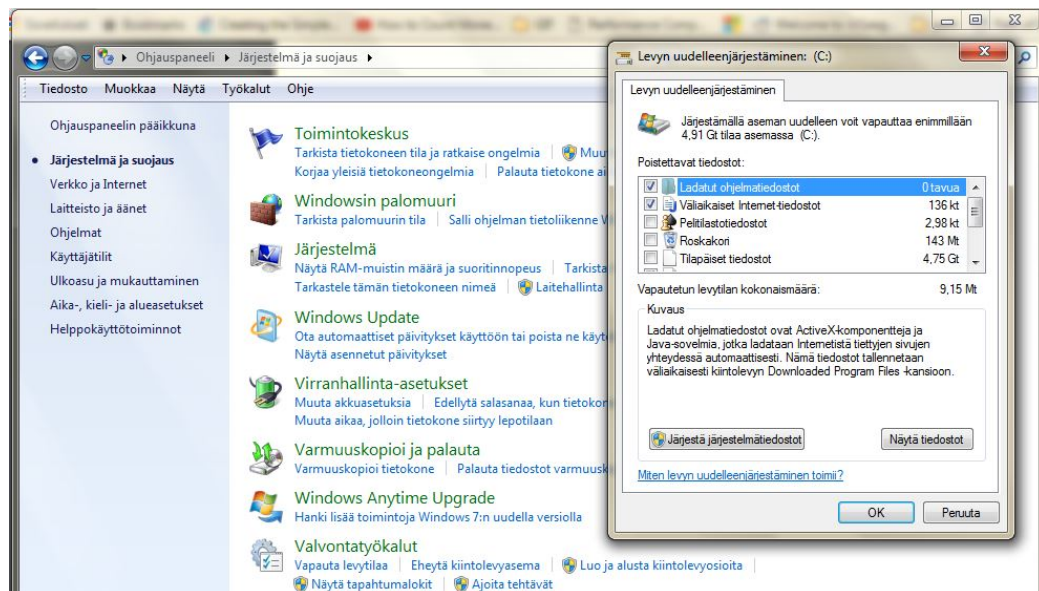 Ohjauspaneeli Järjestelmä ja suojaus
Tiedosto Muokkaa Näytä Työkalut Ohje
Ohjauspaneelin pääikkuna
Järjestelmä ja suojaus
Verkko ja Internet
Laitteisto ja äänet
Ohjelmat
Käyttäjätilit
Ulkoasu ja mukauttaminen
Aika-, kieli- ja alueasetukset
Helppokäyttötoiminnot
Toimintokeskus
Tarkista tietokoneen tila ja ratkaise ongelmia
Korjaa yleisiä tietokoneongelmia Palauta tietokone
Windowsin palomuuri
Tarkista palomuurin tila Salli ohjelman tietoliikenne
Järjestelmä
Näytä RAM-muistin määrä ja suoritinnopeus Tarkista
Tarkastele tämän tietokoneen nimeä Laitehallinta
Windows Update
Ota automaattiset päivitykset käyttöön tai poista ne
Näytä asennetut päivitykset
Virranhallinta-asetukset
Muuta akkuasetuksia Edellytä salasanaa, kun
Muuta aikaa, jolloin tietokone siirtyy lepotilaan
Varmuuskopioi ja palauta
Varmuuskopioi tietokone Palauta tiedostot
Windows Anytime Upgrade
Hanki lisää toimintoja Windows 7:n uudella versiolla
Valvontatyökalut
Vapauta levytilaa Eheytä kiintolevyasema Luo ja alusta kiintolevyosioita
Näytä tapahtumalokit Ajoita tehtävät
Levyn uudelleenjärjestäminen: (C:)
Levyn uudelleenjärjestäminen
Järjestämällä aseman uudelleen voit vapauttaa enimmillään
4,91 Gt tilaa asemassa (C:).
Poistettavat tiedostot:
Ladatut ohjelmatiedostot 0 tavua
Väliaikaiset Internet-tiedostot 136 kt
Pelitilastotiedostot 2,98 kt
Roskakori 143 Mt
Tilapäiset tiedostot 4,75 Gt
Vapautetun levytilan kokonaismäärä: 9,15 Mt
Kuvaus
Ladatut ohjelmatiedostot ovat ActiveX-komponentteja ja
Java-sovelmia, jotka ladataan Internetistä tiettyjen sivujen
yhteydessä automaattisesti. Nämä tiedostot tallennetaan
väliaikaisesti kiintolevyn Downloaded Program Files -kansioon.
Järjestä järjestelmätiedostot Näytä tiedostot
Miten levyn uudelleenjärjestäminen toimii?
OK Peruuta